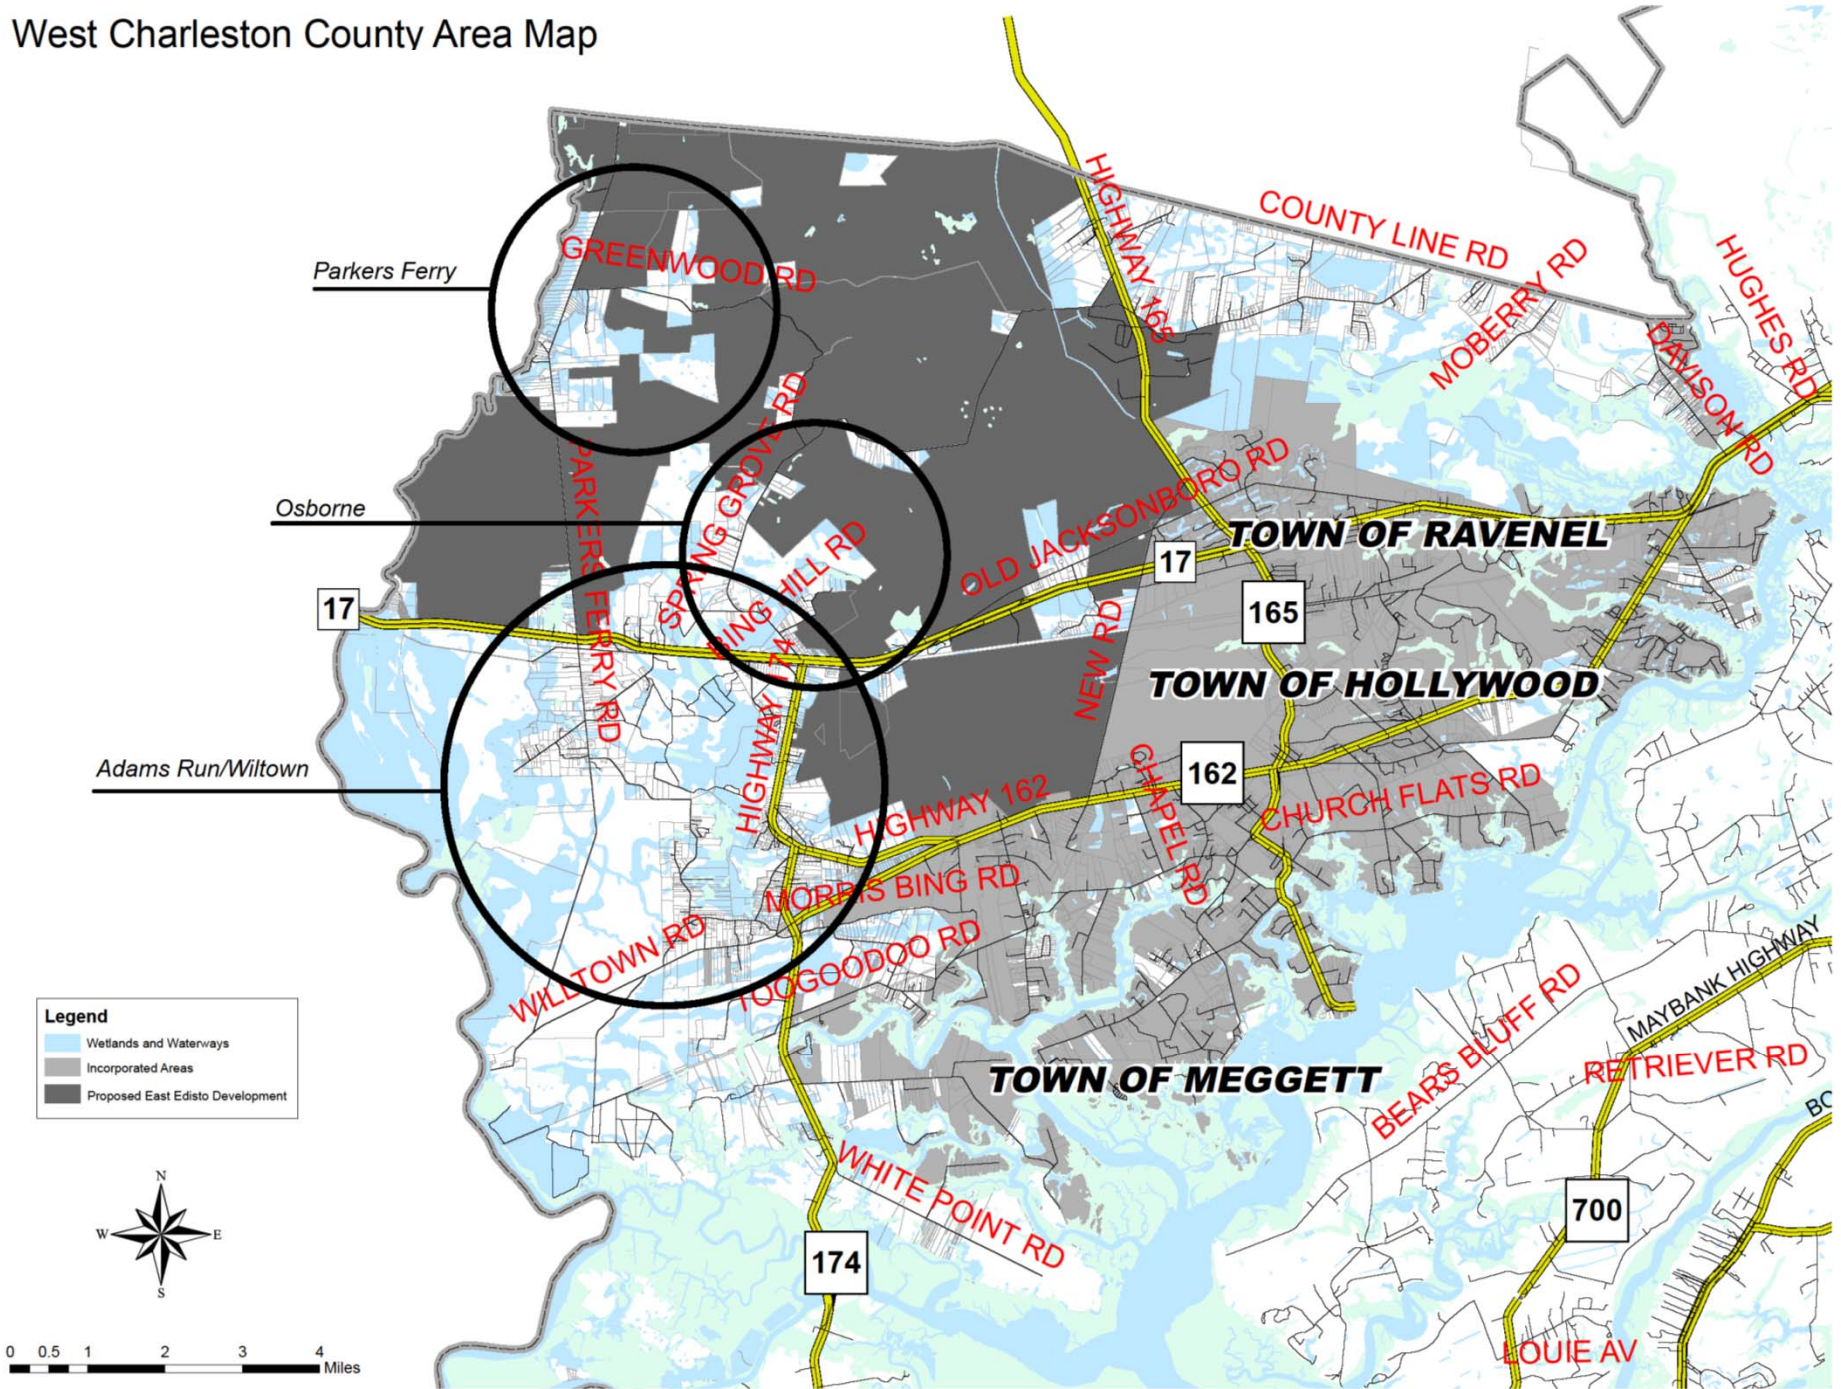 West Charleston County Area Map
HIGHWAY 165
COUNTY LINE RD
MOBERRY RD
HUGHES RD
DAVISON RD
Parkers Ferry
GREENWOOD RD
SPRING GROVE RD
PARKERS FERRY RD
Osborne
BING HILL RD
OLD JACKSONBORO RD
TOWN OF RAVENEL
17
17
165
NEW RD
TOWN OF HOLLYWOOD
HIGHWAY 174
Adams Run/Wiltown
162
HIGHWAY 162
CHAPEL RD
CHURCH FLATS RD
MORRIS BING RD
WILLTOWN RD
TOOGOODOO RD
TOWN OF MEGGETT
BEARS BLUFF RD
MAYBANK HIGHWAY
RETRIEVER RD
BO
WHITE POINT RD
700
174
LOUIE AV
Legend
Wetlands and Waterways
Incorporated Areas
Proposed East Edisto Development
N
W E
S
0 0.5 1 2 3 4
Miles